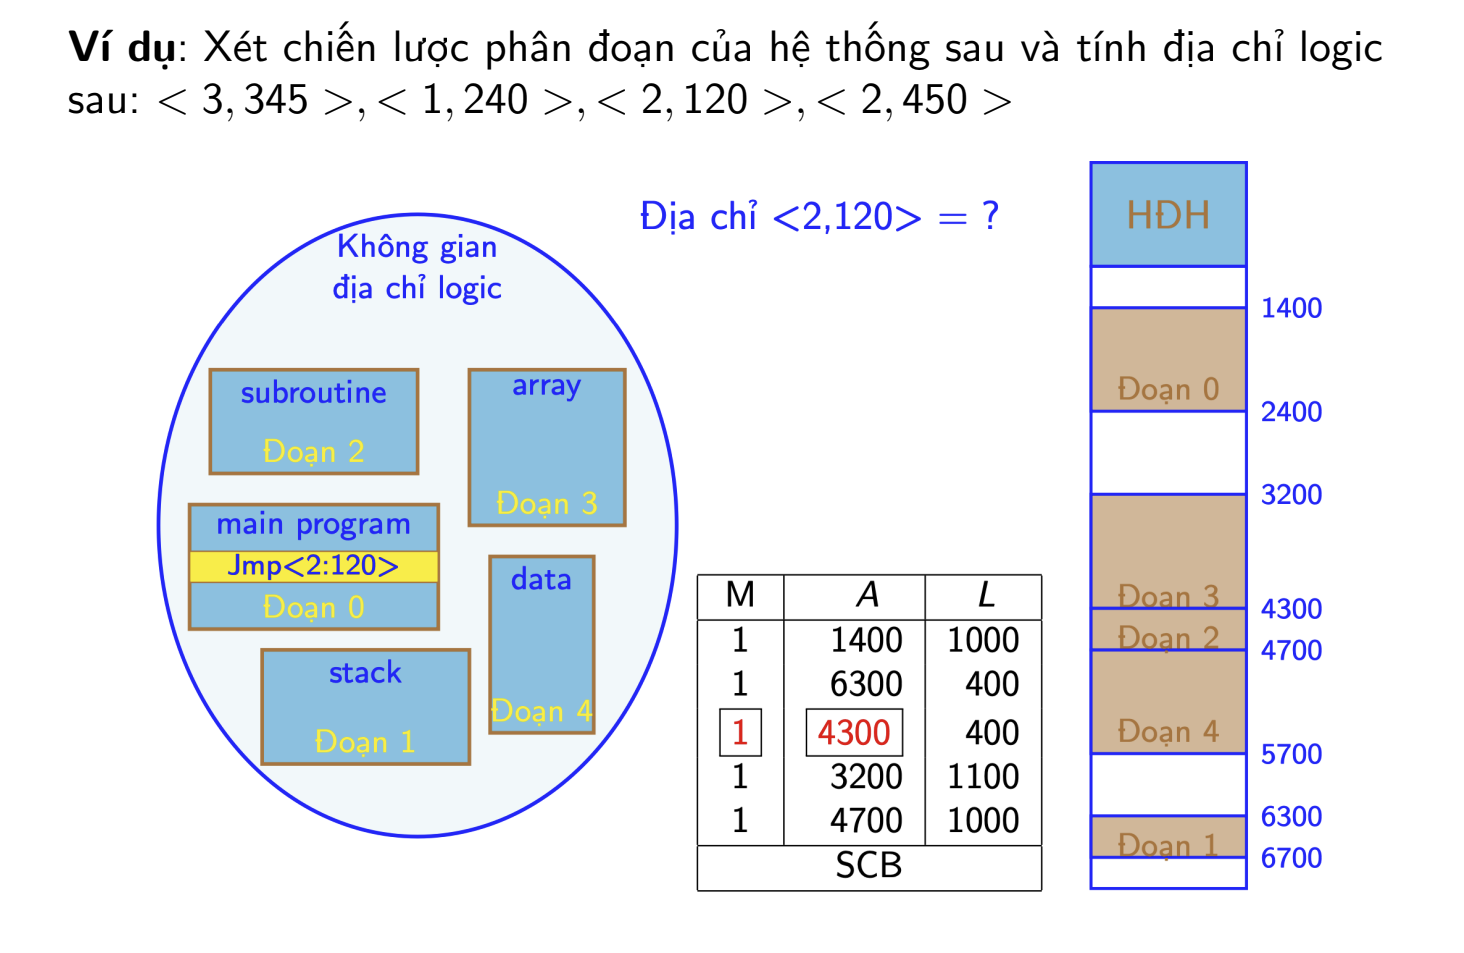 Ví dụ: Xét chiến lược phân đoạn của hệ thống sau và tính địa chỉ logic
sau: < 3, 345 >, < 1, 240 >, < 2, 120 >, < 2, 450 >
Địa chỉ <2,120> = ?
Không gian
địa chỉ logic
subroutine
Đoạn 2
array
Đoạn 3
main program
Jmp<2:120>
Đoạn 0
data
Đoạn 4
stack
Đoạn 1
M A L
1 1400 1000
1 6300 400
1 4300 400
1 3200 1100
1 4700 1000
SCB
HĐH
1400
Đoạn 0
2400
3200
Đoạn 3
4300
Đoạn 2
4700
Đoạn 4
5700
6300
Đoạn 1
6700